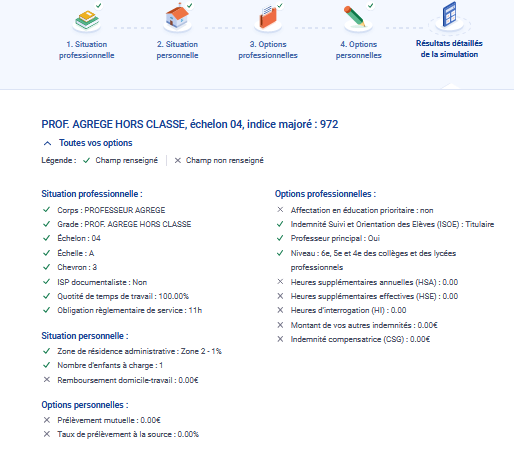 1. Situation
professionnelle
2. Situation
personnelle
3. Options
professionnelles
4. Options
personnelles
Résultats détaillés
de la simulation
PROF. AGREGE HORS CLASSE, échelon 04, indice majoré : 972
Toutes vos options
Légende : Champ renseigné Champ non renseigné
Situation professionnelle :
Corps : PROFESSEUR AGREGE
Grade : PROF. AGREGE HORS CLASSE
Échelon : 04
Échelle : A
Chevron : 3
ISP documentaliste : Non
Quotité de temps de travail : 100.00%
Obligation règlementaire de service : 11h
Situation personnelle :
Zone de résidence administrative : Zone 2 - 1%
Nombre d'enfants à charge : 1
Remboursement domicile-travail : 0.00€
Options personnelles :
Prélèvement mutuelle : 0.00€
Taux de prélèvement à la source : 0.00%
Options professionnelles :
Affectation en éducation prioritaire : non
Indemnité Suivi et Orientation des Elèves (ISOE) : Titulaire
Professeur principal : Oui
Niveau : 6e, 5e et 4e des collèges et des lycées
professionnels
Heures supplémentaires annuelles (HSA) : 0.00
Heures supplémentaires effectives (HSE) : 0.00
Heures d'interrogation (HI) : 0.00
Montant de vos autres indemnités : 0.00€
Indemnité compensatrice (CSG) : 0.00€